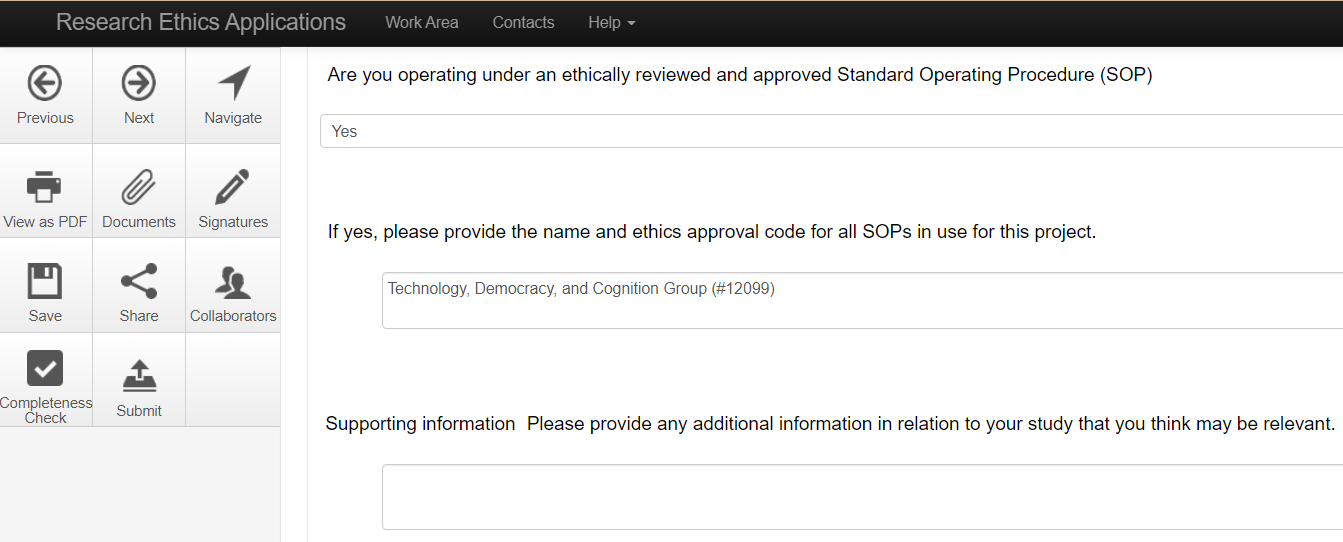 Research Ethics Applications Work Area Contacts Help
Previous Next Navigate
View as PDF Documents Signatures
Save Share Collaborators
Completeness
Check
Submit
Are you operating under an ethically reviewed and approved Standard Operating Procedure (SOP)
Yes
If yes, please provide the name and ethics approval code for all SOPs in use for this project.
Technology, Democracy, and Cognition Group (#12099)
Supporting information Please provide any additional information in relation to your study that you think may be relevant.